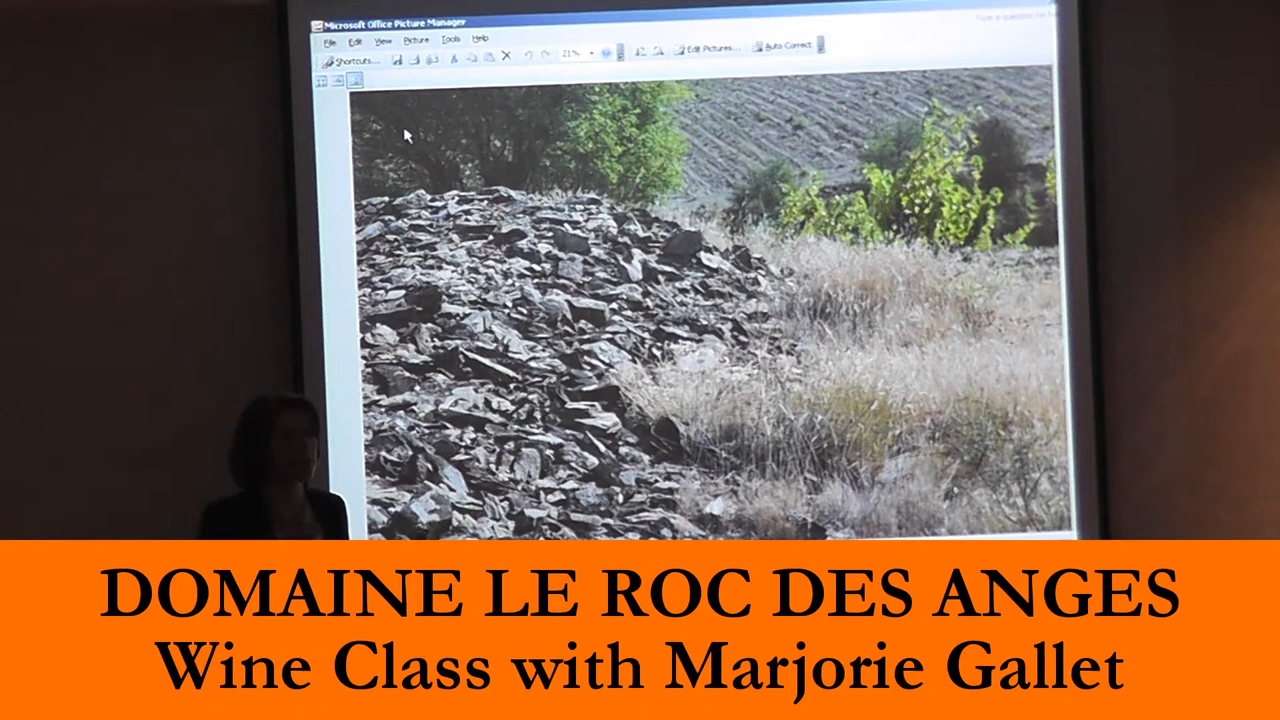 Microsoft Office Picture Manager
File Edit View Picture Tools Help
Shortcuts... 21% Edit Pictures... Auto Correct
DOMAINE LE ROC DES ANGES
Wine Class with Marjorie Gallet